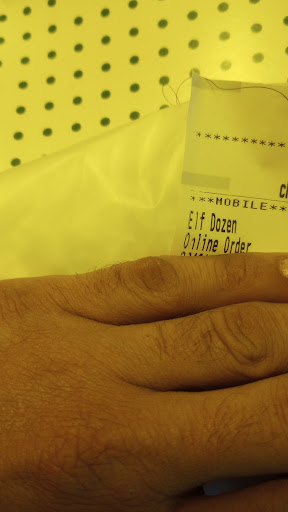 ***********
***MOBILE**
Elf Dozen
Online Order